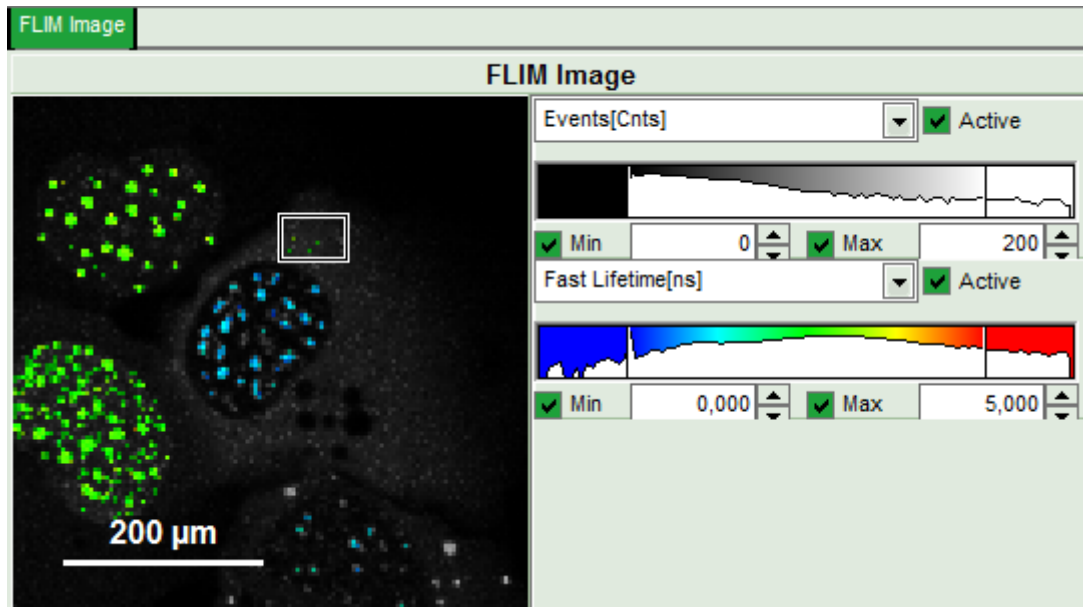 FLIM Image
FLIM Image
Events[Cnts]
Active
Min 0 Max 200
Fast Lifetime[ns]
Active
Min 0,000 Max 5,000
200 µm